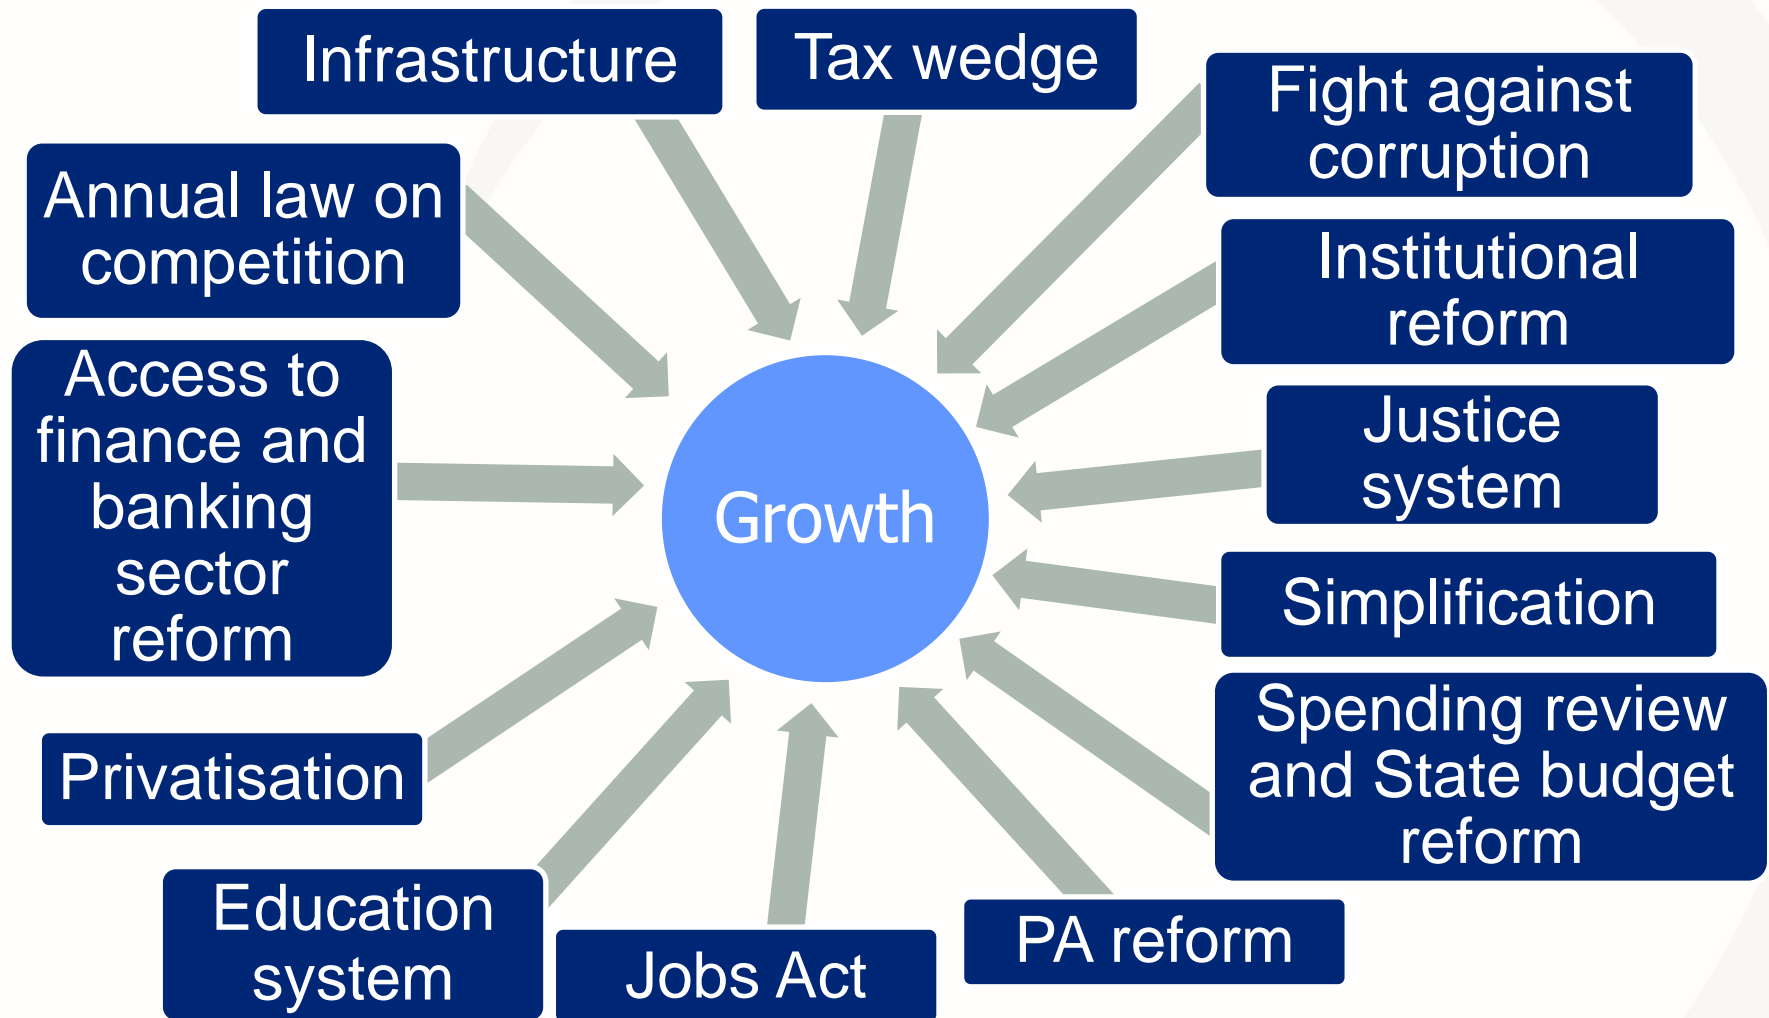 Infrastructure
Tax wedge
Fight against
corruption
Annual law on
competition
Institutional
reform
Access to
finance and
banking
sector
reform
Justice
system
Growth
Simplification
Spending review
and State budget
reform
Privatisation
Education
system
Jobs Act
PA reform